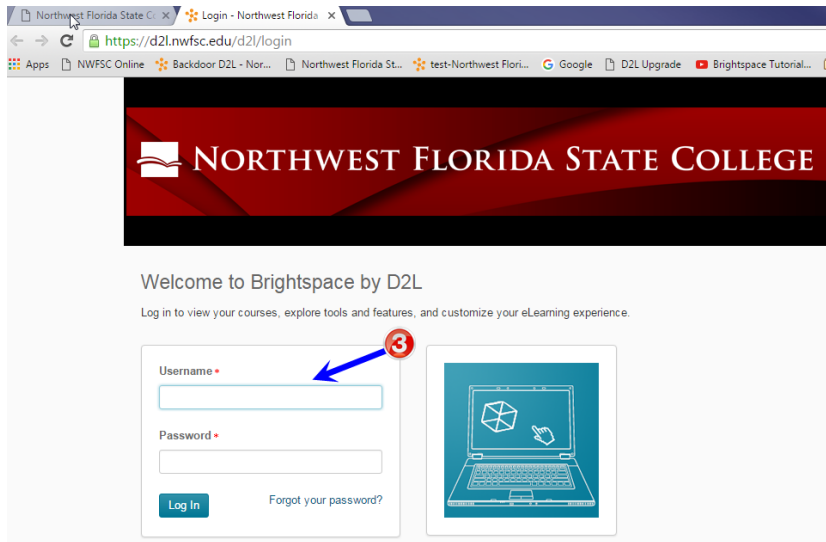 Northwest Florida State Co
Login - Northwest Florida
https://d2l.nwfsc.edu/d2l/login
Apps NWFSC Online Backdoor D2L - Nor... Northwest Florida St... test-Northwest Flori... Google D2L Upgrade Brightspace Tutorial...
NORTHWEST FLORIDA STATE COLLEGE
Welcome to Brightspace by D2L
Log in to view your courses, explore tools and features, and customize your eLearning experience.
3
Username *
Password *
Log In Forgot your password?